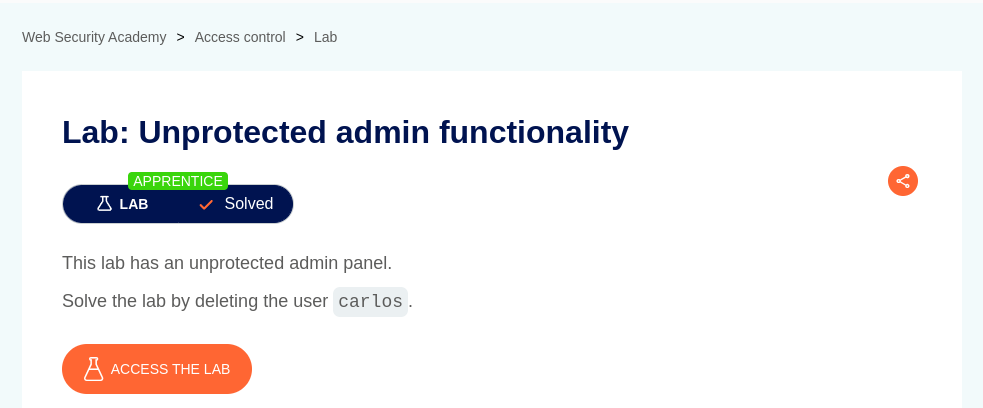 Web Security Academy > Access control > Lab
Lab: Unprotected admin functionality
APPRENTICE
LAB Solved
This lab has an unprotected admin panel.
Solve the lab by deleting the user carlos.
ACCESS THE LAB